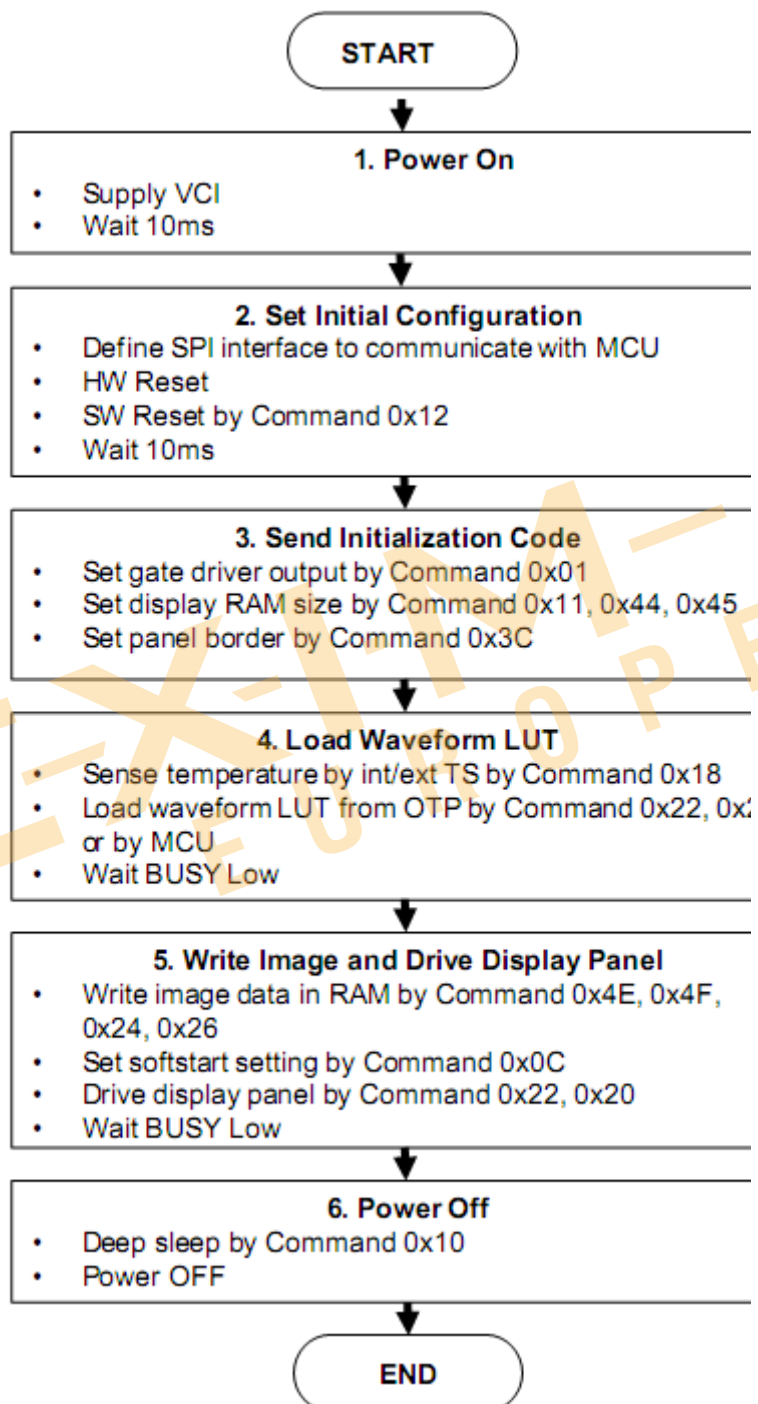 START
1. Power On
• Supply VCI
• Wait 10ms
2. Set Initial Configuration
• Define SPI interface to communicate with MCU
• HW Reset
• SW Reset by Command 0x12
• Wait 10ms
3. Send Initialization Code
• Set gate driver output by Command 0x01
• Set display RAM size by Command 0x11, 0x44, 0x45
• Set panel border by Command 0x3C
4. Load Waveform LUT
• Sense temperature by int/ext TS by Command 0x18
• Load waveform LUT from OTP by Command 0x22,
or by MCU
• Wait BUSY Low
5. Write Image and Drive Display Panel
• Write image data in RAM by Command 0x4E, 0x4F,
0x24, 0x26
• Set softstart setting by Command 0x0C
• Drive display panel by Command 0x22, 0x20
• Wait BUSY Low
6. Power Off
• Deep sleep by Command 0x10
• Power OFF
END